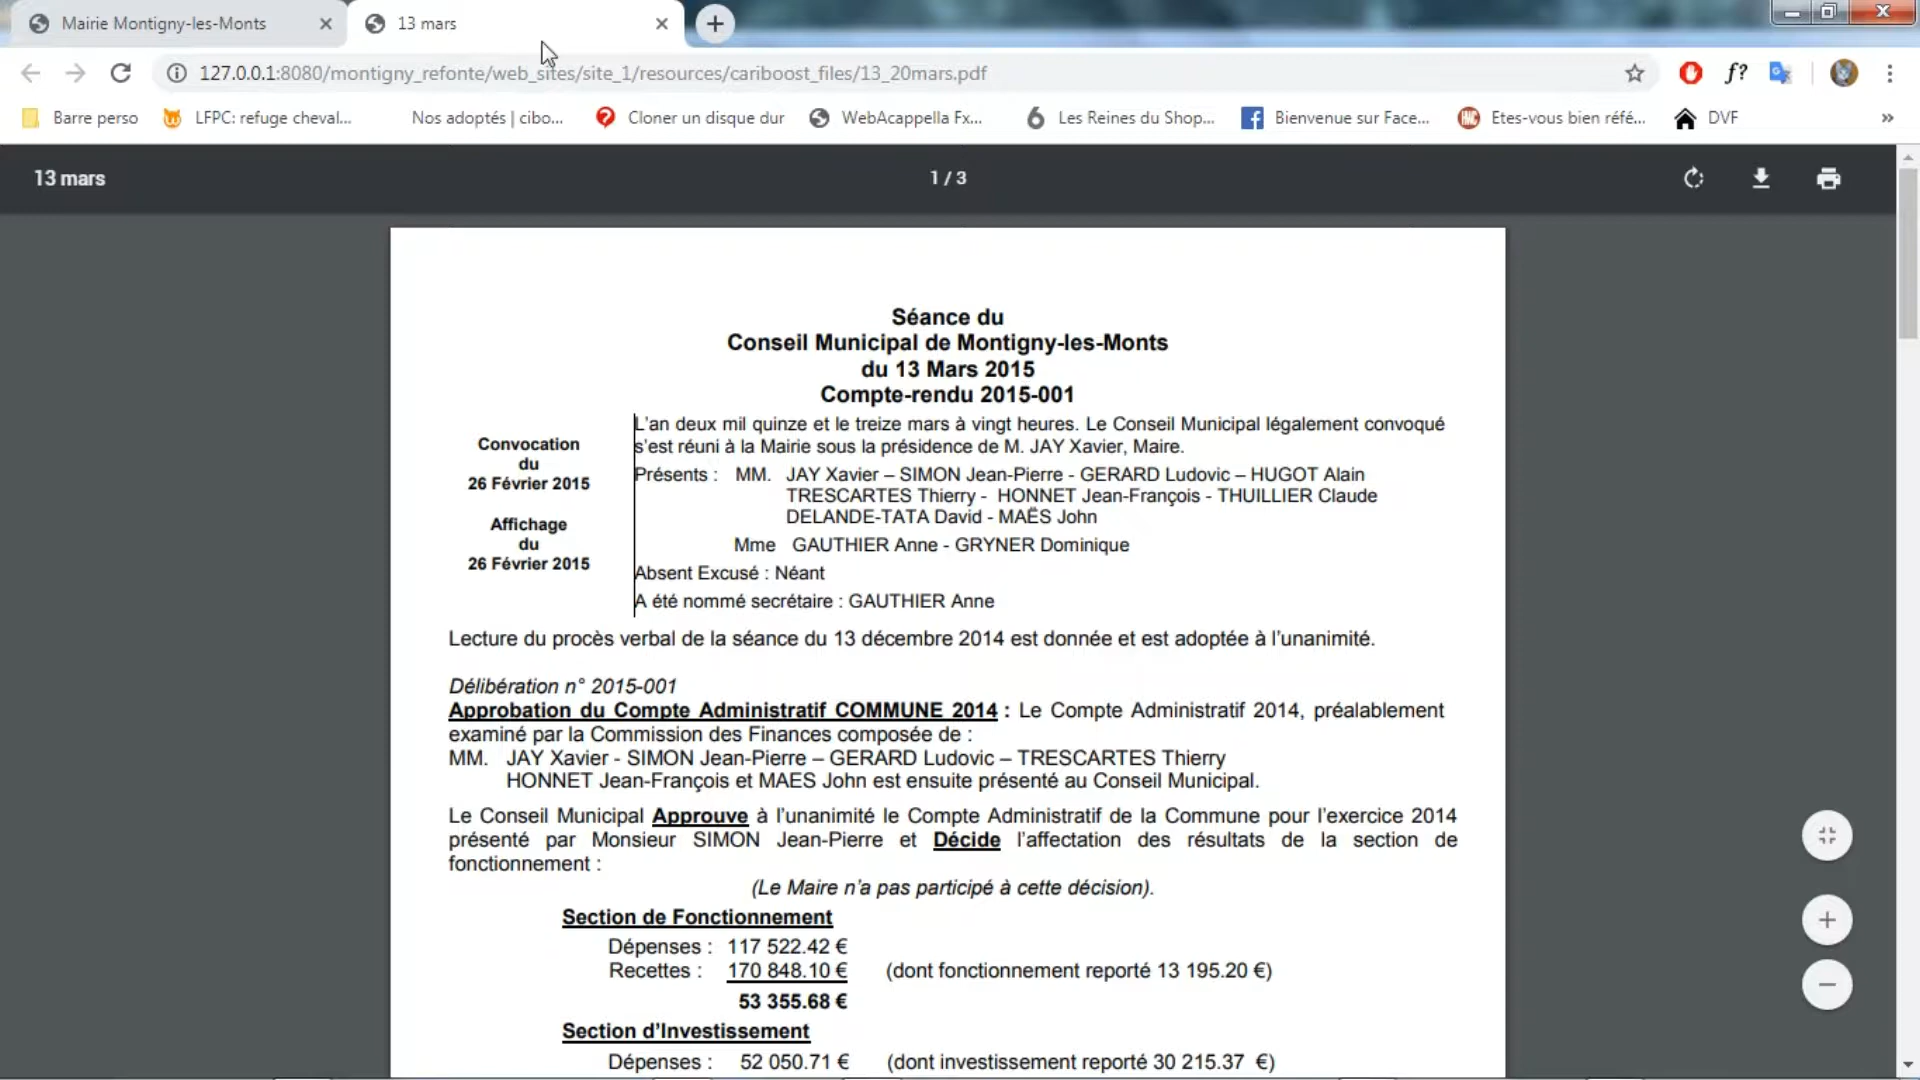 Mairie Montigny-les-Monts
13 mars
127.0.0.1:8080/montigny_refonte/web_sites/site_1/resources/cariboost_files/13_20mars.pdf
f?
Barre perso
LFPC: refuge cheval...
Nos adoptés | cibo...
Cloner un disque dur
WebAcappella Fx...
Les Reines du Shop...
Bienvenue sur Face...
Etes-vous bien référé...
DVF
»
13 mars
1 / 3
Séance du
Conseil Municipal de Montigny-les-Monts
du 13 Mars 2015
Compte-rendu 2015-001
Convocation
du
26 Février 2015
Affichage
du
26 Février 2015
L'an deux mil quinze et le treize mars à vingt heures. Le Conseil Municipal légalement convoqué
s'est réuni à la Mairie sous la présidence de M. JAY Xavier, Maire.
Présents : MM. JAY Xavier – SIMON Jean-Pierre - GERARD Ludovic – HUGOT Alain
TRESCARTES Thierry - HONNET Jean-François - THUILLIER Claude
DELANDE-TATA David - MAËS John
Mme GAUTHIER Anne - GRYNER Dominique
Absent Excusé : Néant
A été nommé secrétaire : GAUTHIER Anne
Lecture du procès verbal de la séance du 13 décembre 2014 est donnée et est adoptée à l'unanimité.
Délibération n° 2015-001
Approbation du Compte Administratif COMMUNE 2014 : Le Compte Administratif 2014, préalablement
examiné par la Commission des Finances composée de :
MM. JAY Xavier - SIMON Jean-Pierre – GERARD Ludovic – TRESCARTES Thierry
HONNET Jean-François et MAES John est ensuite présenté au Conseil Municipal.
Le Conseil Municipal Approuve à l'unanimité le Compte Administratif de la Commune pour l'exercice 2014
présenté par Monsieur SIMON Jean-Pierre et Décide l'affectation des résultats de la section de
fonctionnement :
(Le Maire n'a pas participé à cette décision).
Section de Fonctionnement
Dépenses : 117 522.42 €
Recettes : 170 848.10 € (dont fonctionnement reporté 13 195.20 €)
53 355.68 €
Section d'Investissement
Dépenses : 52 050.71 € (dont investissement reporté 30 215.37 €)